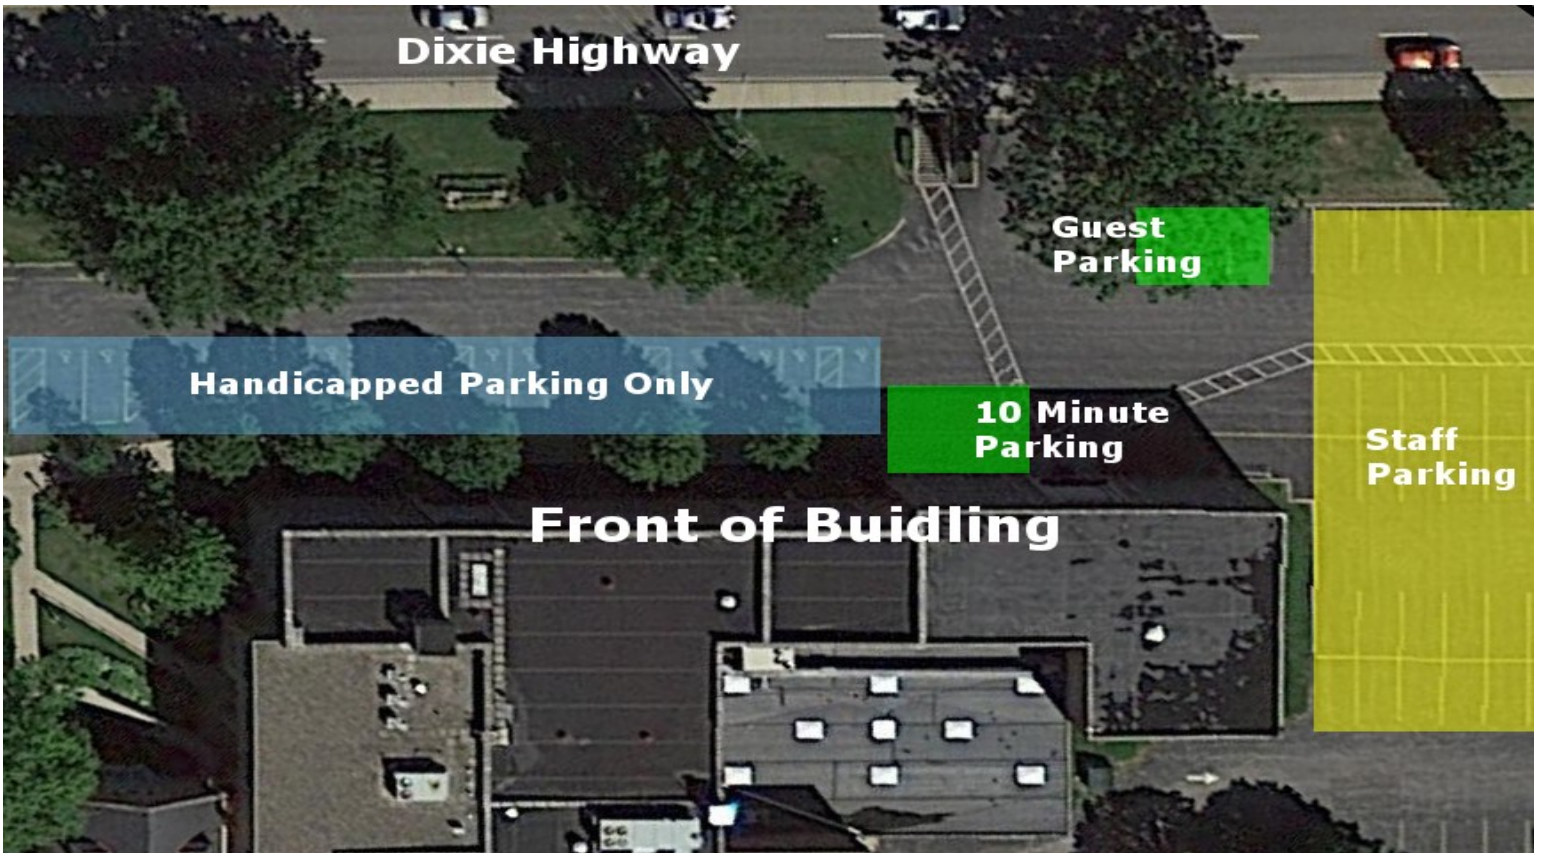 Dixie Highway
Guest
Parking
Handicapped Parking Only
10 Minute
Parking
Staff
Parking
Front of Buidling